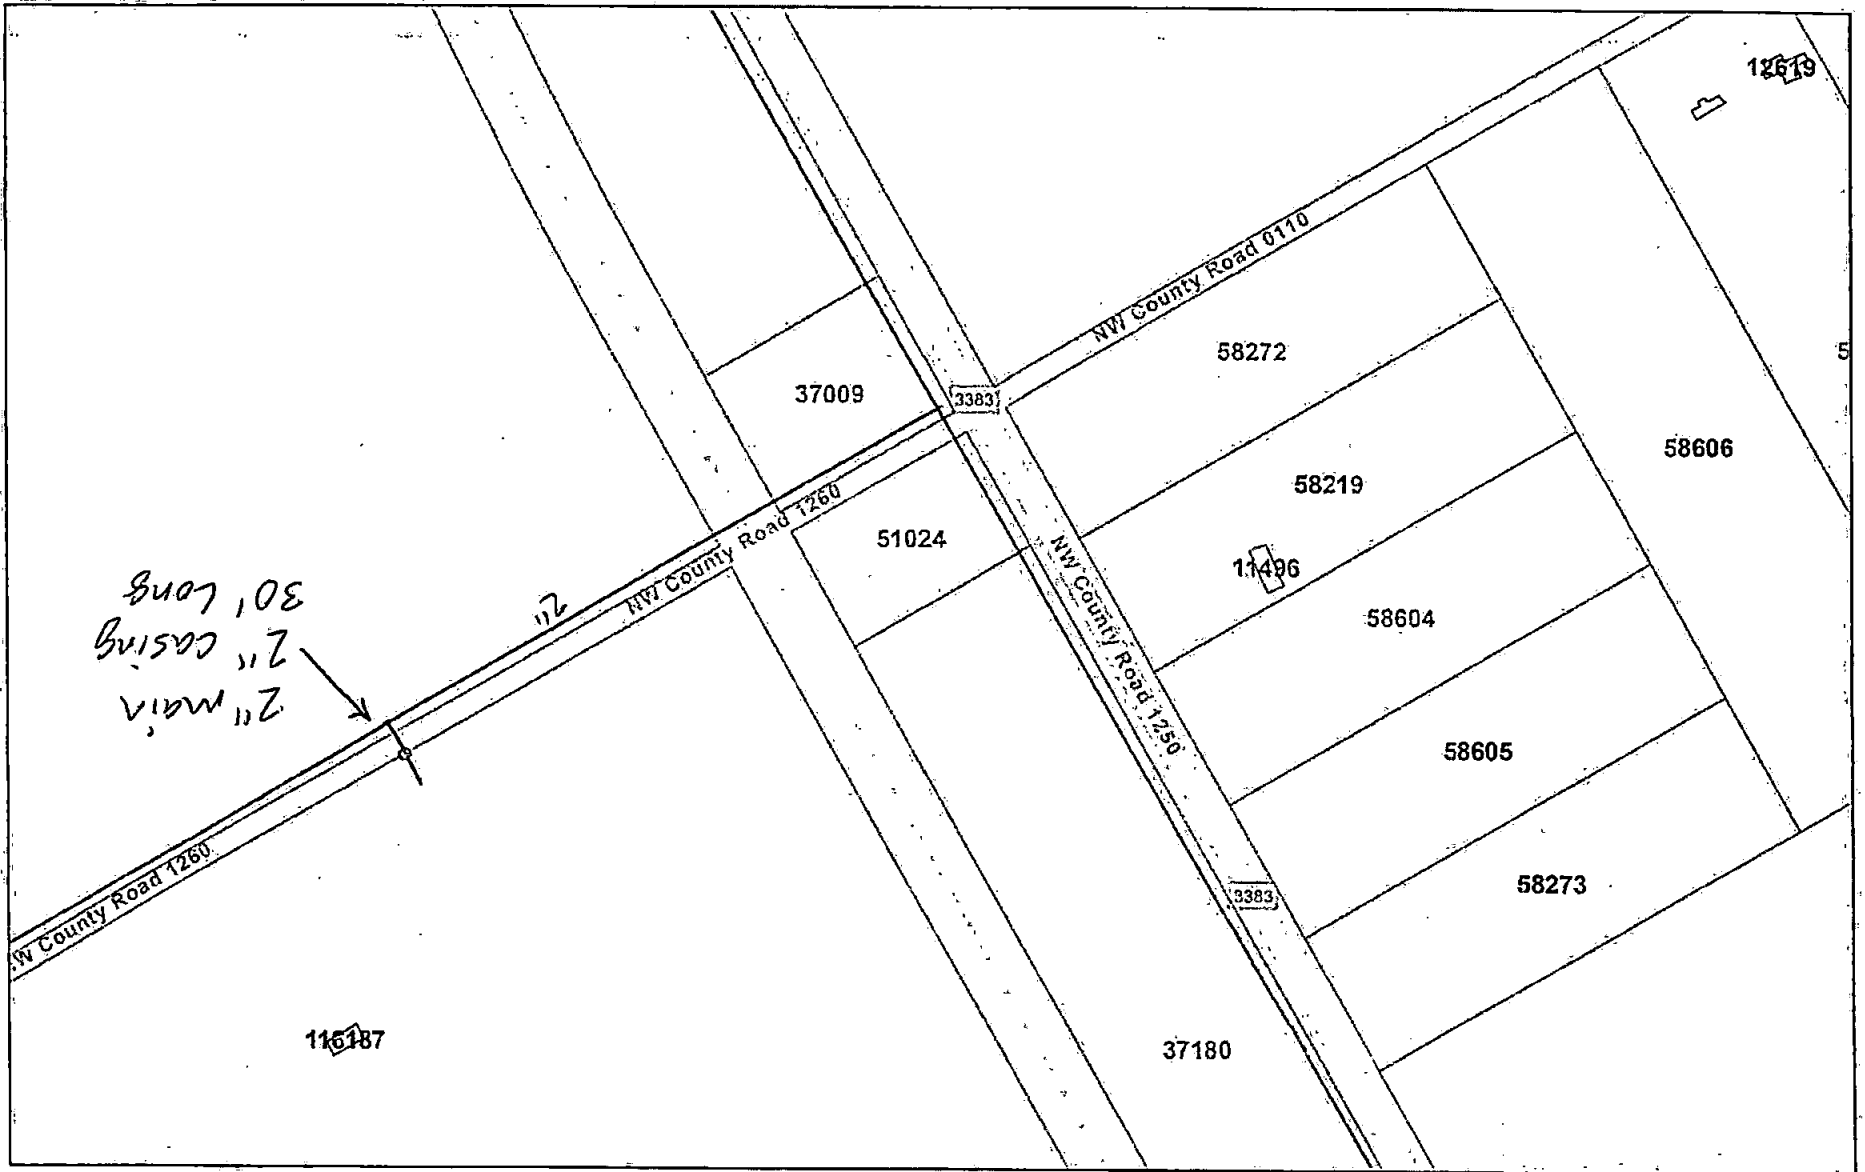 12619
NW County Road 0110
58272
37009
3383
58606
58219
NW County Road 1260
51024
11496
NW County Road 1250
58604
2"
2" main
2" casing
30' Long
58605
W County Road 1260
3383
58273
116187
37180
5